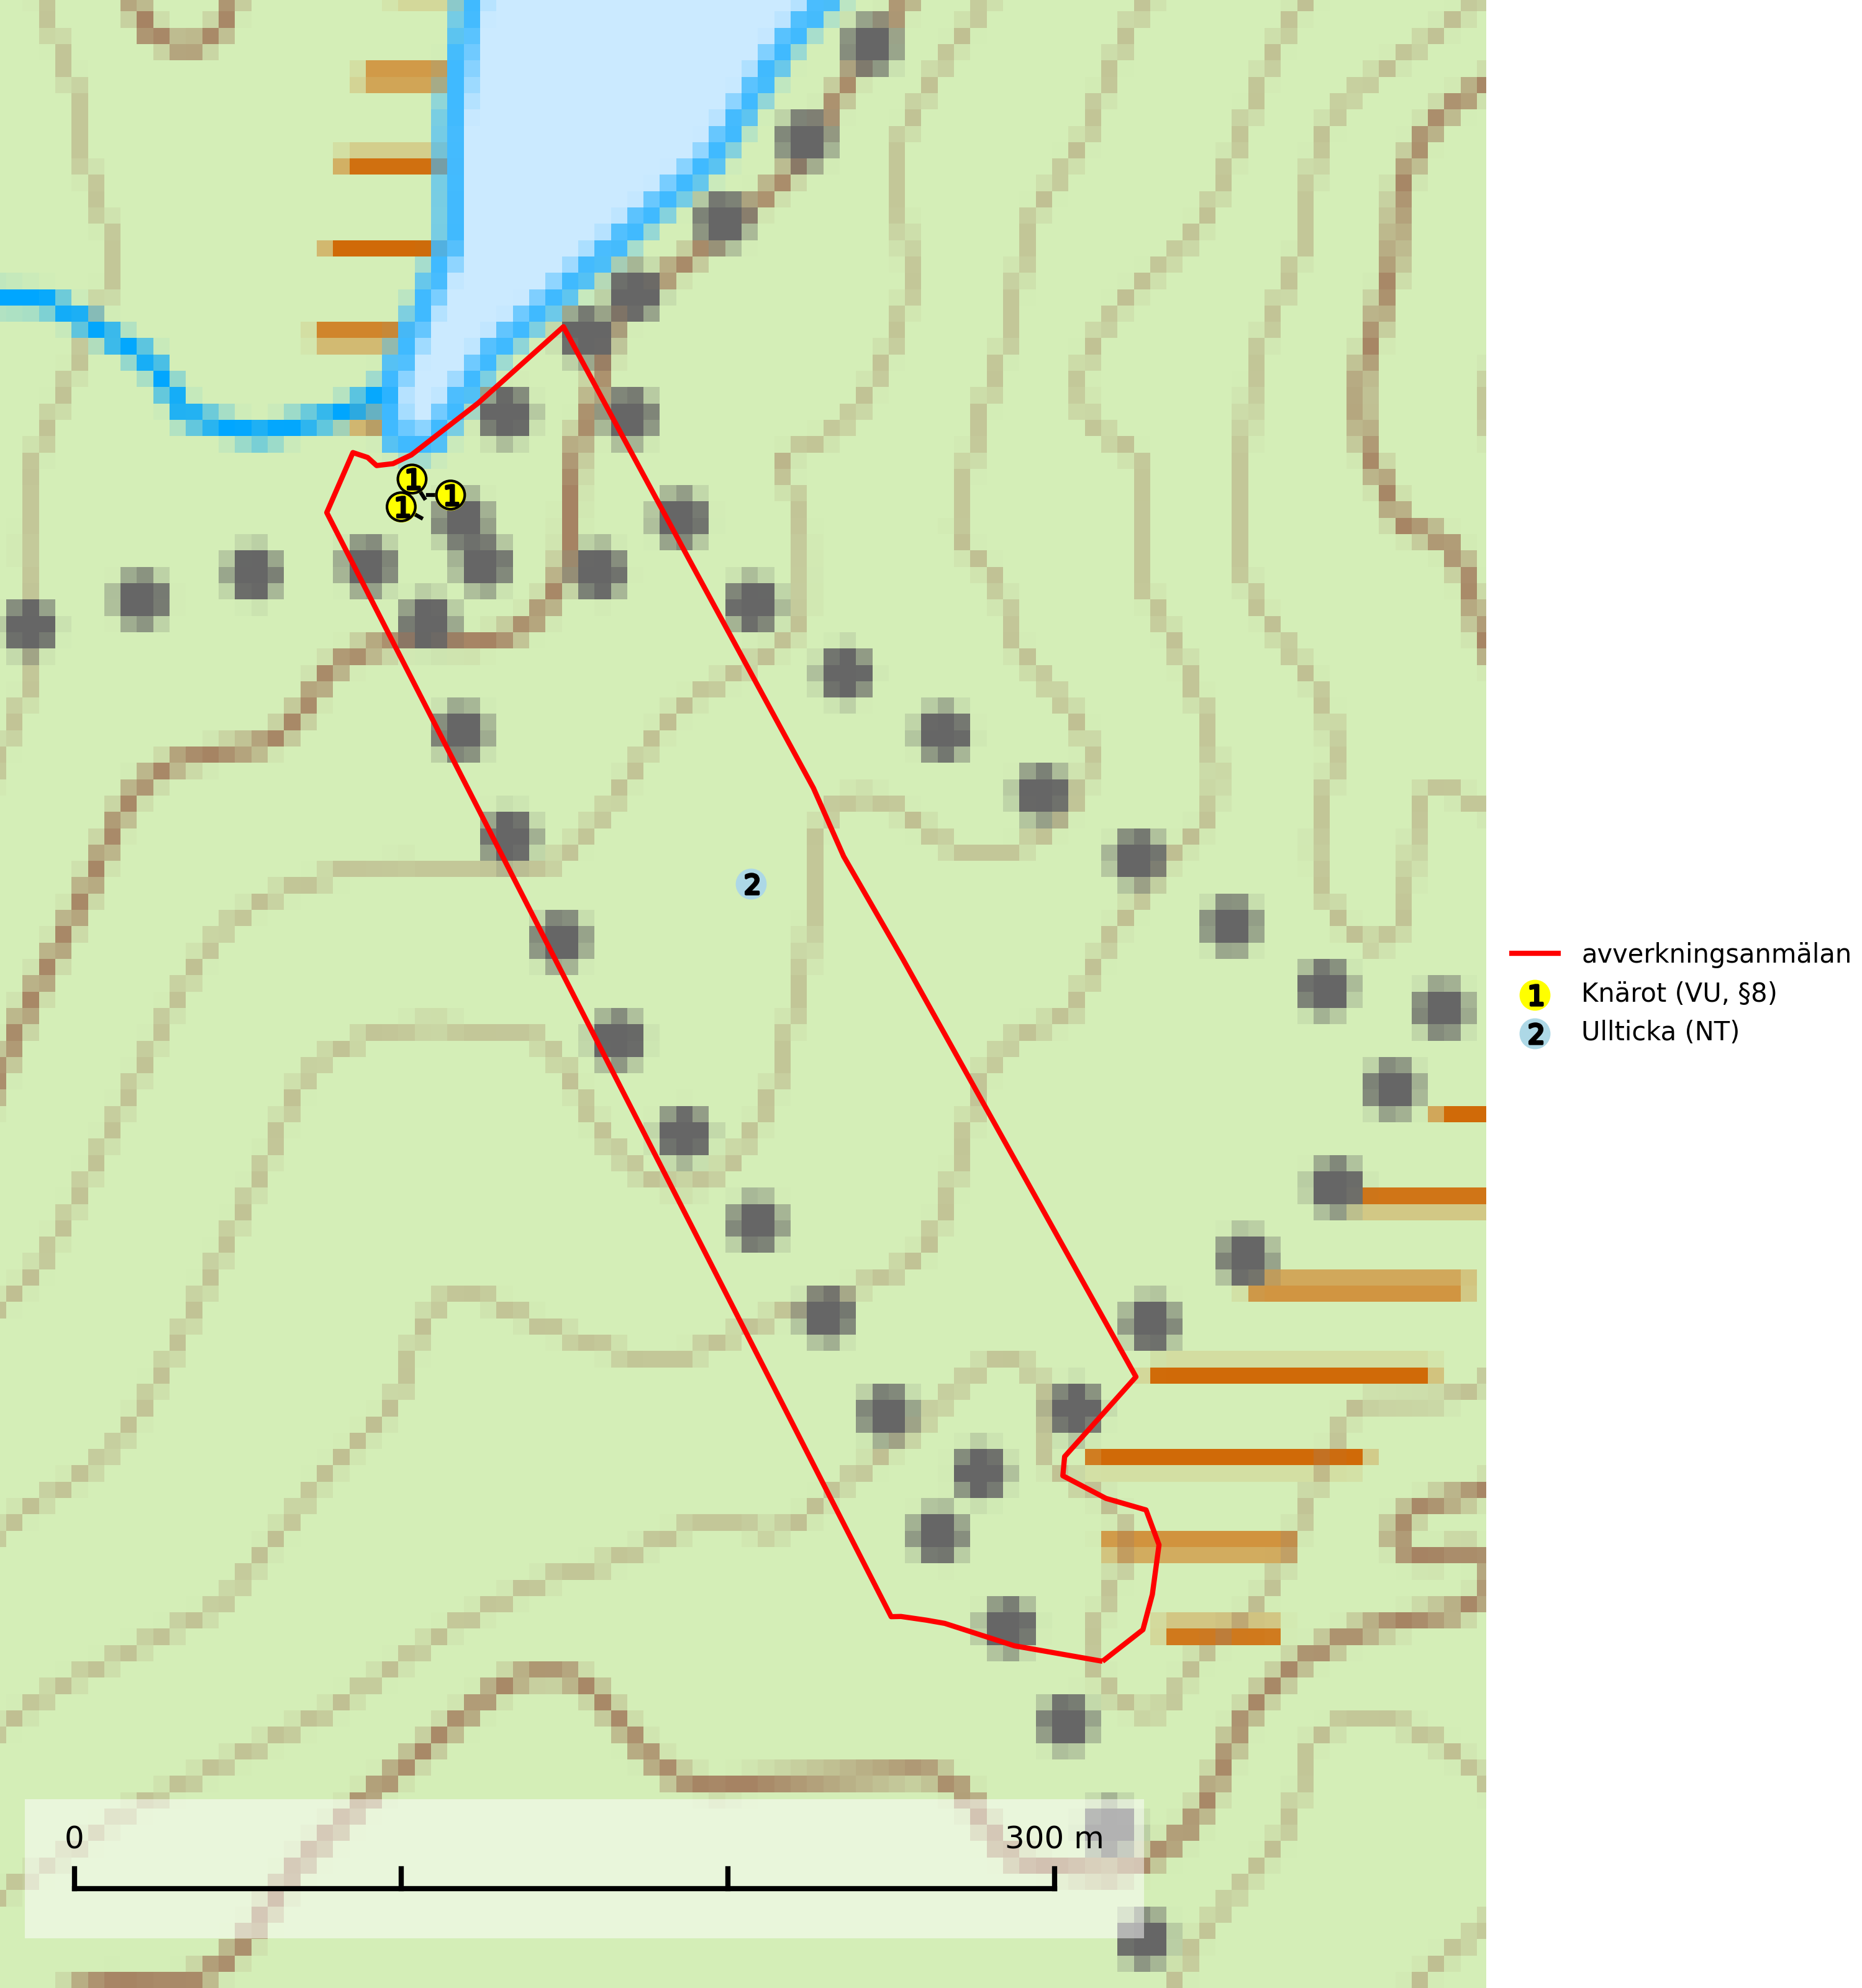 1
1
1
2
avverkningsanmälan
1 Knärot (VU, §8)
2 Ullticka (NT)
0 300 m